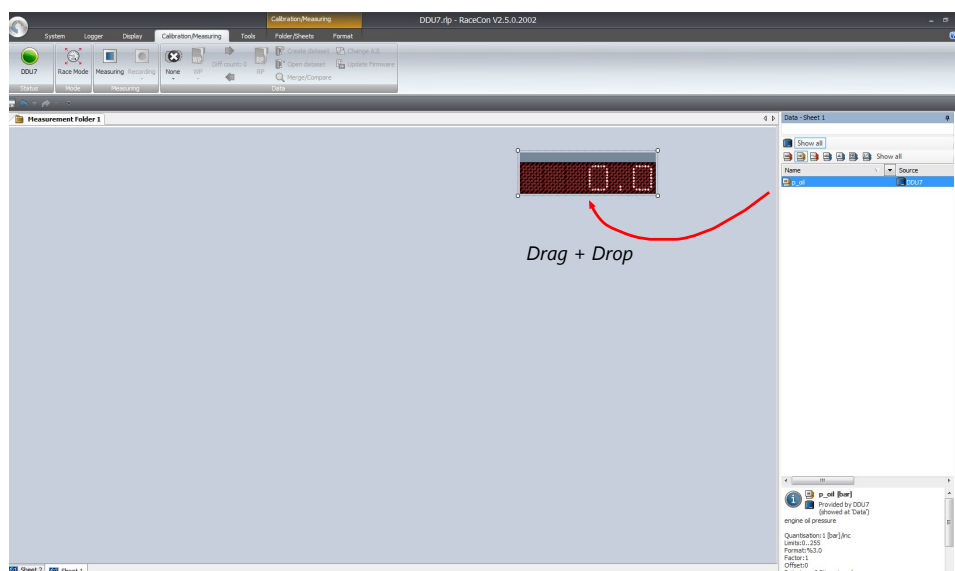 Calibration/Measuring
DDU7.rlp - RaceCon V2.5.0.2002
System Logger Display Calibration/Measuring Tools Folder/Sheets Format
Create dataset Change A2L
Diff count: 0
Open dataset Update Firmware
DDU7 Race Mode Measuring Recording None WP RP
Merge/Compare
Status Mode Measuring Data
Measurement Folder 1
Data - Sheet 1
Show all
Show all
Name Source
p_oil DDU7
0.0
Drag + Drop
p_oil [bar]
Provided by DDU7
(showed at 'Data')
engine oil pressure
Quantisation: 1 [bar]/inc
Limits:0..255
Format:%3.0
Factor:1
Offset:0
Sheet 2 Sheet 1